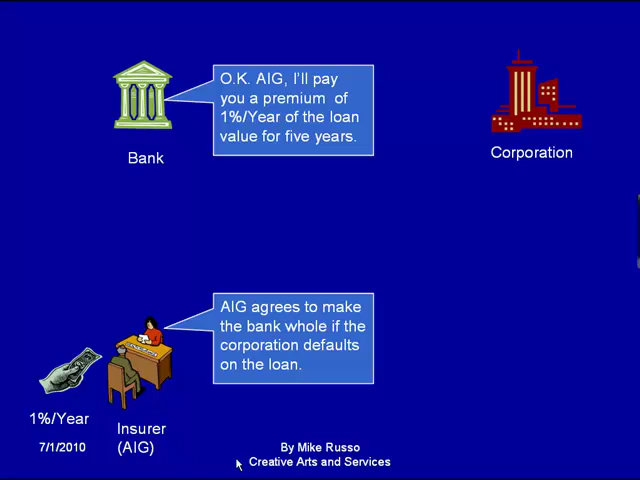 O.K. AIG, I'll pay
you a premium of
1%/Year of the loan
value for five years.
Bank
Corporation
AIG agrees to make
the bank whole if the
corporation defaults
on the loan.
1%/Year
Insurer
(AIG)
7/1/2010
By Mike Russo
Creative Arts and Services